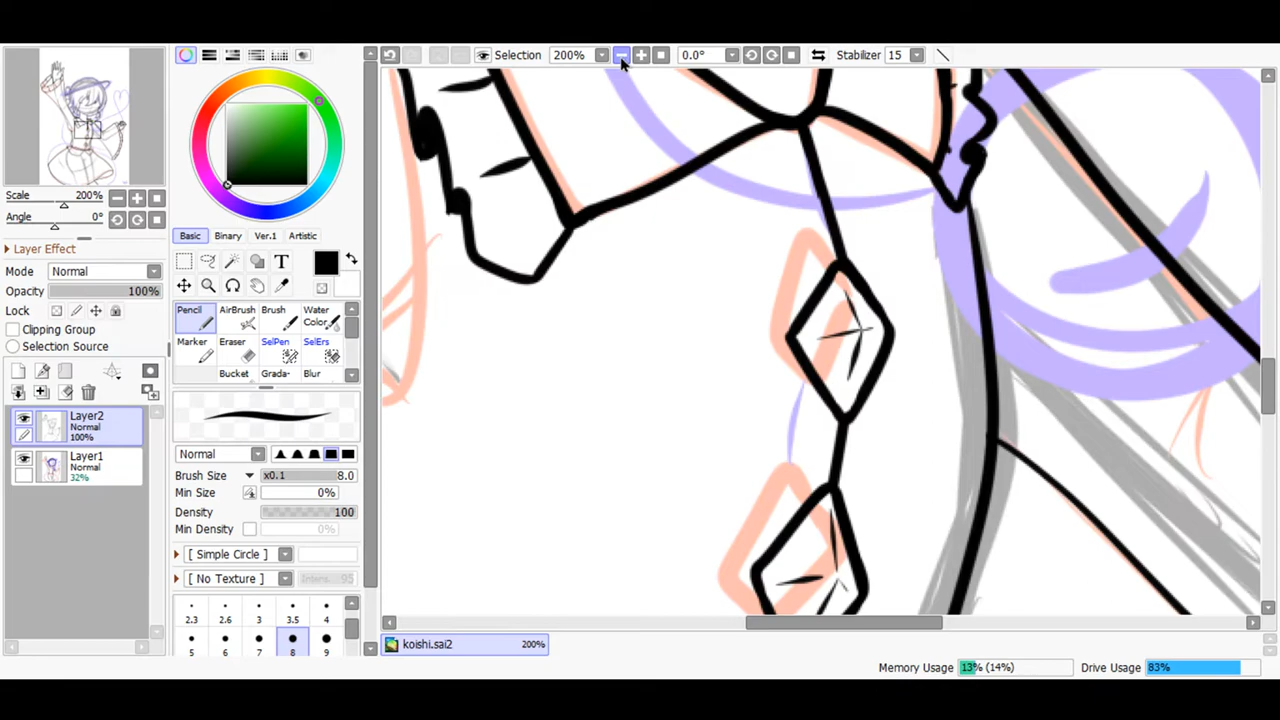 Selection 200% 0.0° Stabilizer 15
Scale 200%
Angle 0°
Layer Effect
Mode Normal
Opacity 100%
Lock
Clipping Group
Selection Source
Layer2
Normal
100%
Layer1
Normal
32%
Basic Binary Ver.1 Artistic
T
Pencil AirBrush Brush Water
Color
Marker Eraser SelPen SelErs
Bucket Grada- Blur
Normal
Brush Size x0.1 8.0
Min Size 0%
Density 100
Min Density 0%
[ Simple Circle ]
[ No Texture ] Intens. 95
2.3 2.6 3 3.5 4
5 6 7 8 9
koishi.sai2 200%
Memory Usage 13% (14%) Drive Usage 83%